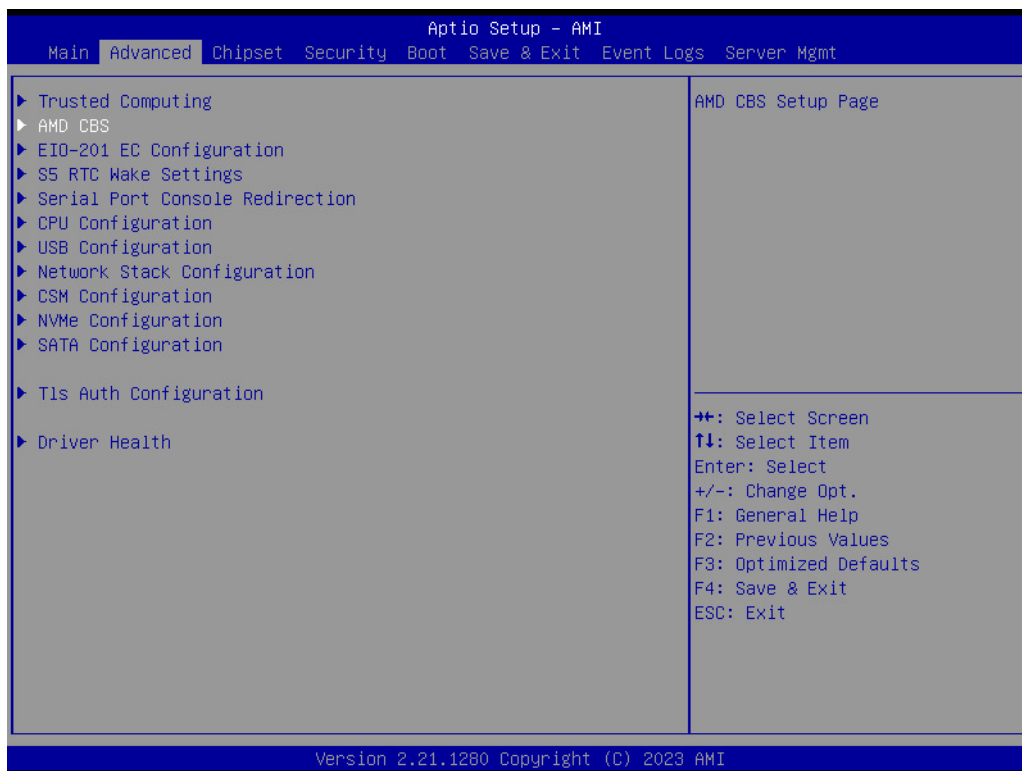 Aptio Setup - AMI
Main Advanced Chipset Security Boot Save & Exit Event Logs Server Mgmt
▶ Trusted Computing
▶ AMD CBS
▶ EIO-201 EC Configuration
▶ S5 RTC Wake Settings
▶ Serial Port Console Redirection
▶ CPU Configuration
▶ USB Configuration
▶ Network Stack Configuration
▶ CSM Configuration
▶ NVMe Configuration
▶ SATA Configuration
▶ Tls Auth Configuration
▶ Driver Health
AMD CBS Setup Page
→←: Select Screen
↑↓: Select Item
Enter: Select
+/-: Change Opt.
F1: General Help
F2: Previous Values
F3: Optimized Defaults
F4: Save & Exit
ESC: Exit
Version 2.21.1280 Copyright (C) 2023 AMI